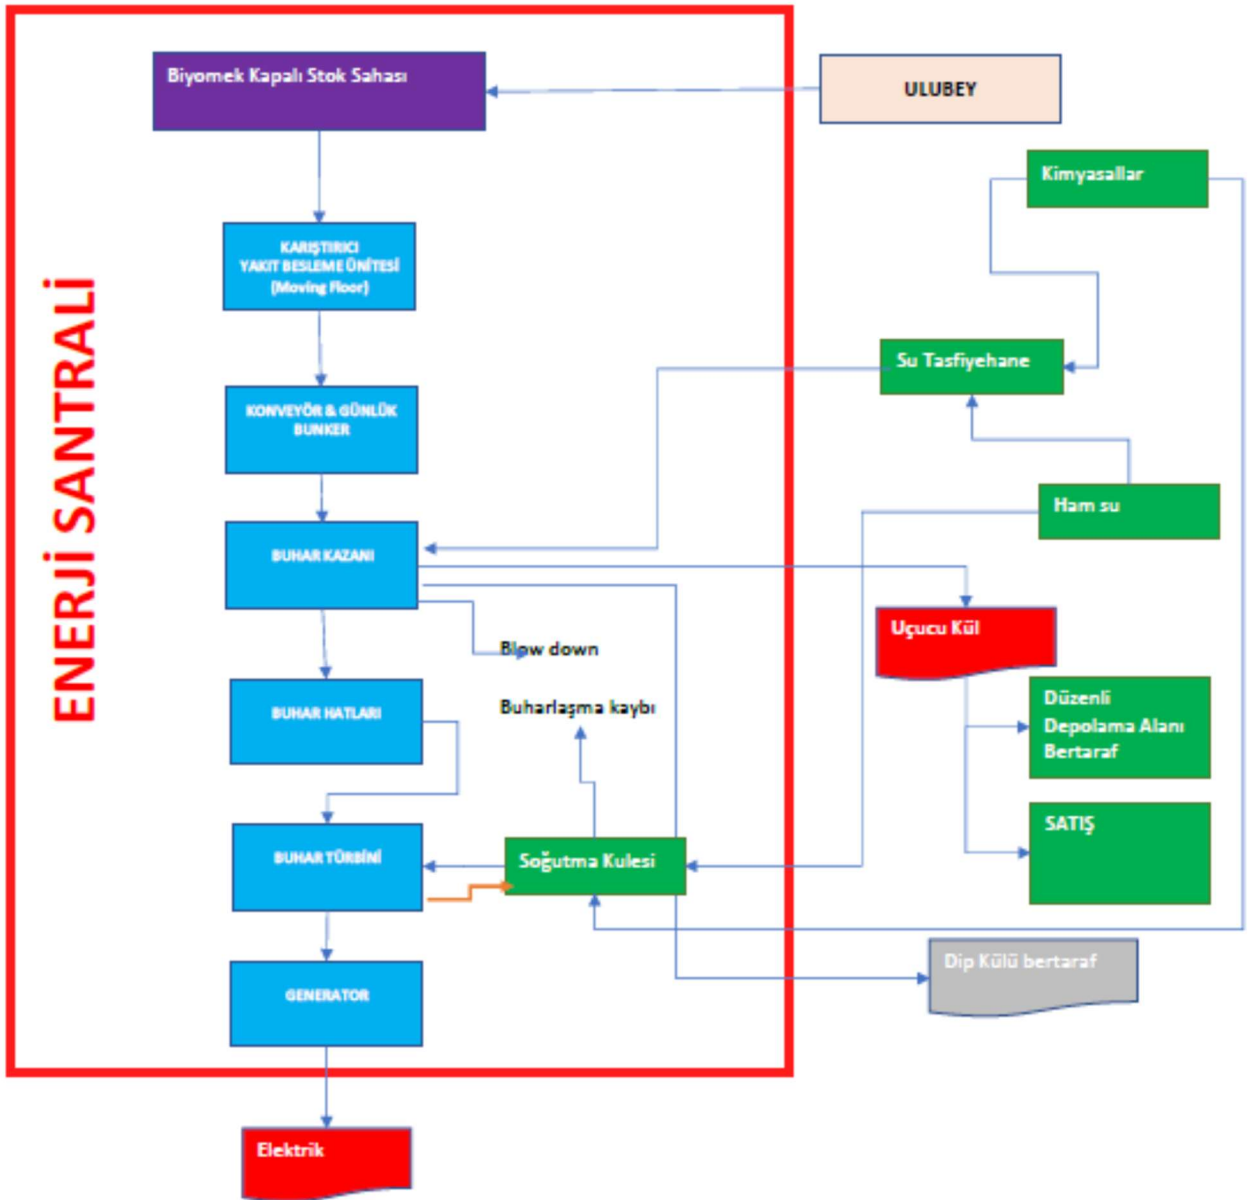 ENERJİ SANTRALİ
Biyomek Kapalı Stok Sahası
ULUBEY
Kimyasallar
KARIŞTIRICI
YAKIT BESLEME ÜNİTESİ
(Moving Floor)
Su Tasfiyehane
KONVEYÖR & GÜNLÜK
BUNKER
Ham su
BUHAR KAZANI
Uçucu Kül
Blow down
Düzenli
Depolama Alanı
Bertaraf
Buharlaşma kaybı
BUHAR HATLARI
SATIŞ
BUHAR TÜRBİNİ
Soğutma Kulesi
Dip Külü bertaraf
GENERATOR
Elektrik